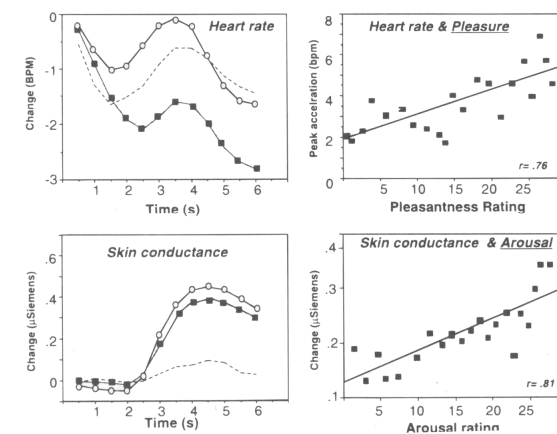 Heart rate
Change (BPM)
0
-1
-2
-3
1 2 3 4 5 6
Time (s)
Heart rate & Pleasure
Peak accelration (bpm)
8
6
4
2
0
r= .76
5 10 15 20 25
Pleasantness Rating
Skin conductance
Change (µSiemens)
.6
.4
.2
0
0 1 2 3 4 5 6
Time (s)
Skin conductance & Arousal
Change (µSiemens)
.4
.3
.2
.1
r= .81
5 10 15 20 25
Arousal rating